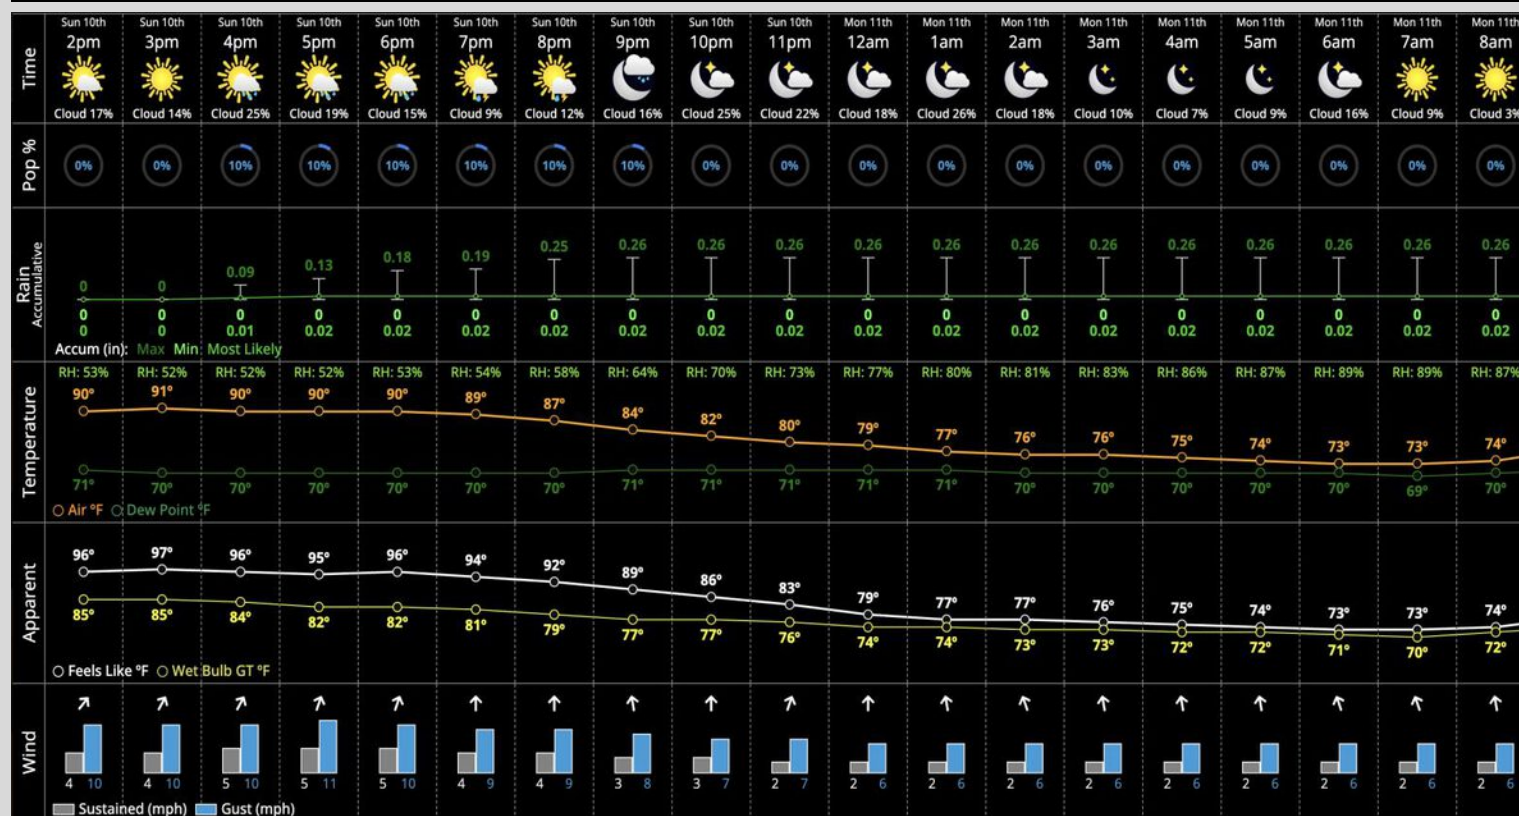 Time
Sun 10th Sun 10th Sun 10th Sun 10th Sun 10th Sun 10th Sun 10th Sun 10th Sun 10th Sun 10th Mon 11th Mon 11th Mon 11th Mon 11th Mon 11th Mon 11th Mon 11th Mon 11th Mon 11th
2pm 3pm 4pm 5pm 6pm 7pm 8pm 9pm 10pm 11pm 12am 1am 2am 3am 4am 5am 6am 7am 8am
Cloud 17% Cloud 14% Cloud 25% Cloud 19% Cloud 15% Cloud 9% Cloud 12% Cloud 16% Cloud 25% Cloud 22% Cloud 18% Cloud 26% Cloud 18% Cloud 10% Cloud 7% Cloud 9% Cloud 16% Cloud 9% Cloud 3%
Pop %
0% 0% 10% 10% 10% 10% 10% 10% 0% 0% 0% 0% 0% 0% 0% 0% 0% 0% 0%
Rain
Accumulative
0 0 0.09 0.13 0.18 0.19 0.25 0.26 0.26 0.26 0.26 0.26 0.26 0.26 0.26 0.26 0.26 0.26 0.26
0 0 0 0 0 0 0 0 0 0 0 0 0 0 0 0 0 0 0
0 0 0.01 0.02 0.02 0.02 0.02 0.02 0.02 0.02 0.02 0.02 0.02 0.02 0.02 0.02 0.02 0.02 0.02
Accum (in): Max Min Most Likely
Temperature
RH: 53% RH: 52% RH: 52% RH: 52% RH: 53% RH: 54% RH: 58% RH: 64% RH: 70% RH: 73% RH: 77% RH: 80% RH: 81% RH: 83% RH: 86% RH: 87% RH: 89% RH: 89% RH: 87%
90° 91° 90° 90° 90° 89° 87° 84° 82° 80° 79° 77° 76° 76° 75° 74° 73° 73° 74°
71° 70° 70° 70° 70° 70° 70° 71° 71° 71° 71° 71° 70° 70° 70° 70° 70° 69° 70°
Air ºF Dew Point ºF
Apparent
96° 97° 96° 95° 96° 94° 92° 89° 86° 83° 79° 77° 77° 76° 75° 74° 73° 73° 74°
85° 85° 84° 82° 82° 81° 79° 77° 77° 76° 74° 74° 73° 73° 72° 72° 71° 70° 72°
Feels Like ºF Wet Bulb GT ºF
Wind
4 10 4 10 5 10 5 11 5 10 4 9 4 9 3 8 3 7 2 7 2 6 2 6 2 6 2 6 2 6 2 6 2 6 2 6 2 6
Sustained (mph) Gust (mph)